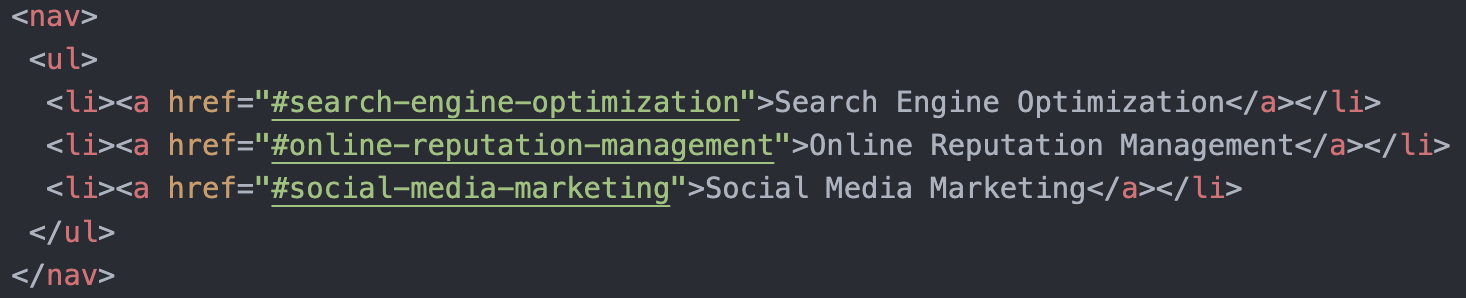 <nav>
<ul>
<li><a href="#search-engine-optimization">Search Engine Optimization</a></li>
<li><a href="#online-reputation-management">Online Reputation Management</a></li>
<li><a href="#social-media-marketing">Social Media Marketing</a></li>
</ul>
</nav>